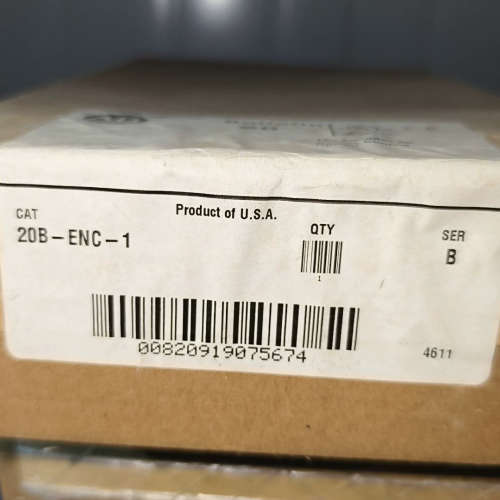 Product of U.S.A.
CAT
20B-ENC-1
QTY
1
SER
B
00820919075674
4611